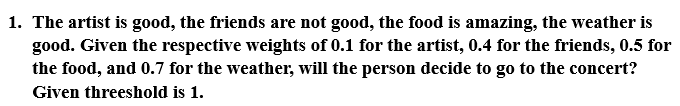 1. The artist is good, the friends are not good, the food is amazing, the weather is
good. Given the respective weights of 0.1 for the artist, 0.4 for the friends, 0.5 for
the food, and 0.7 for the weather, will the person decide to go to the concert?
Given threeshold is 1.